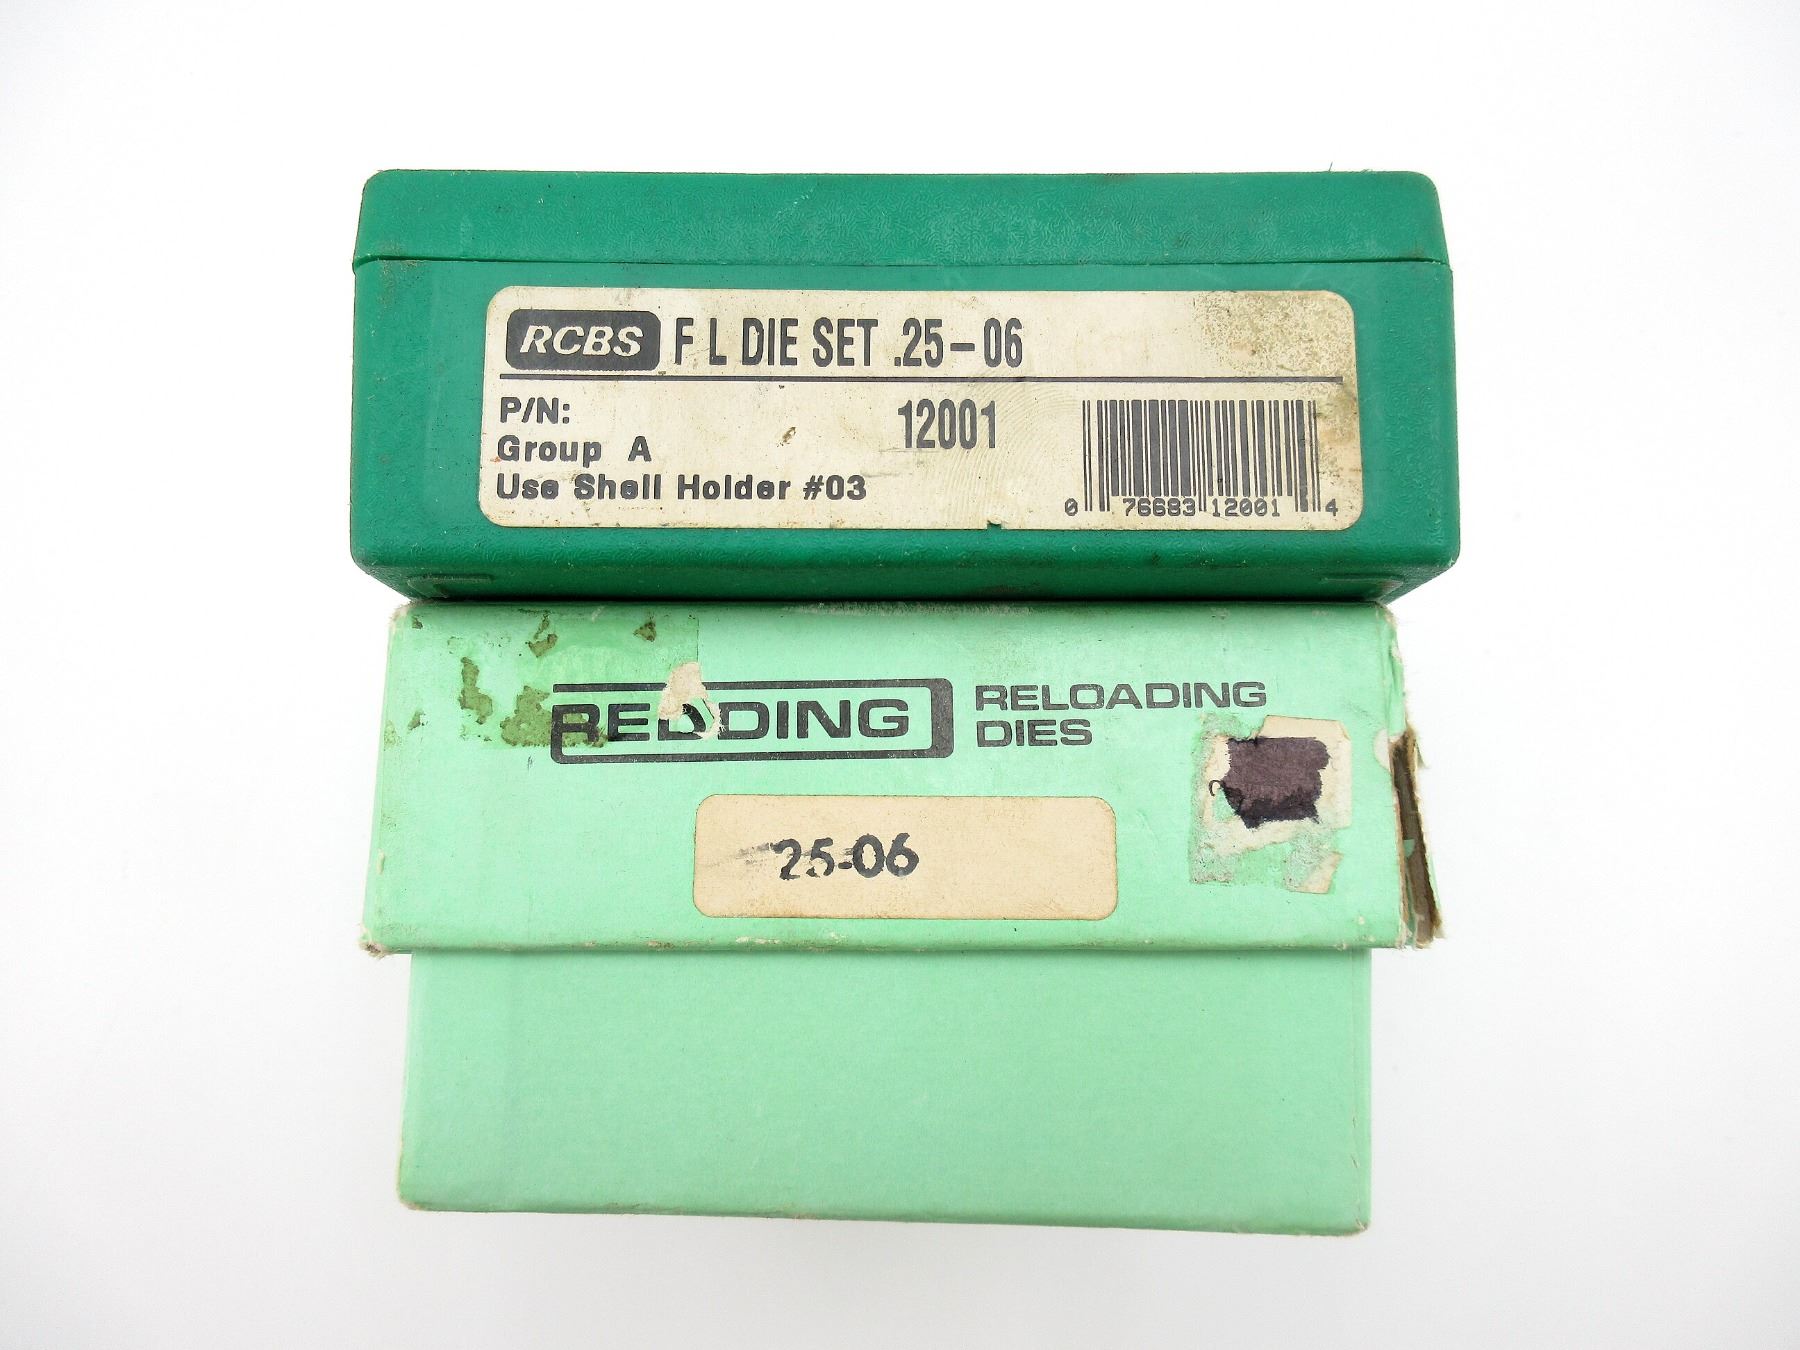 RCBS F L DIE SET .25-06
P/N: 12001
Group A
Use Shell Holder #03
0 76683 12001 4
REDDING RELOADING
DIES
25-06